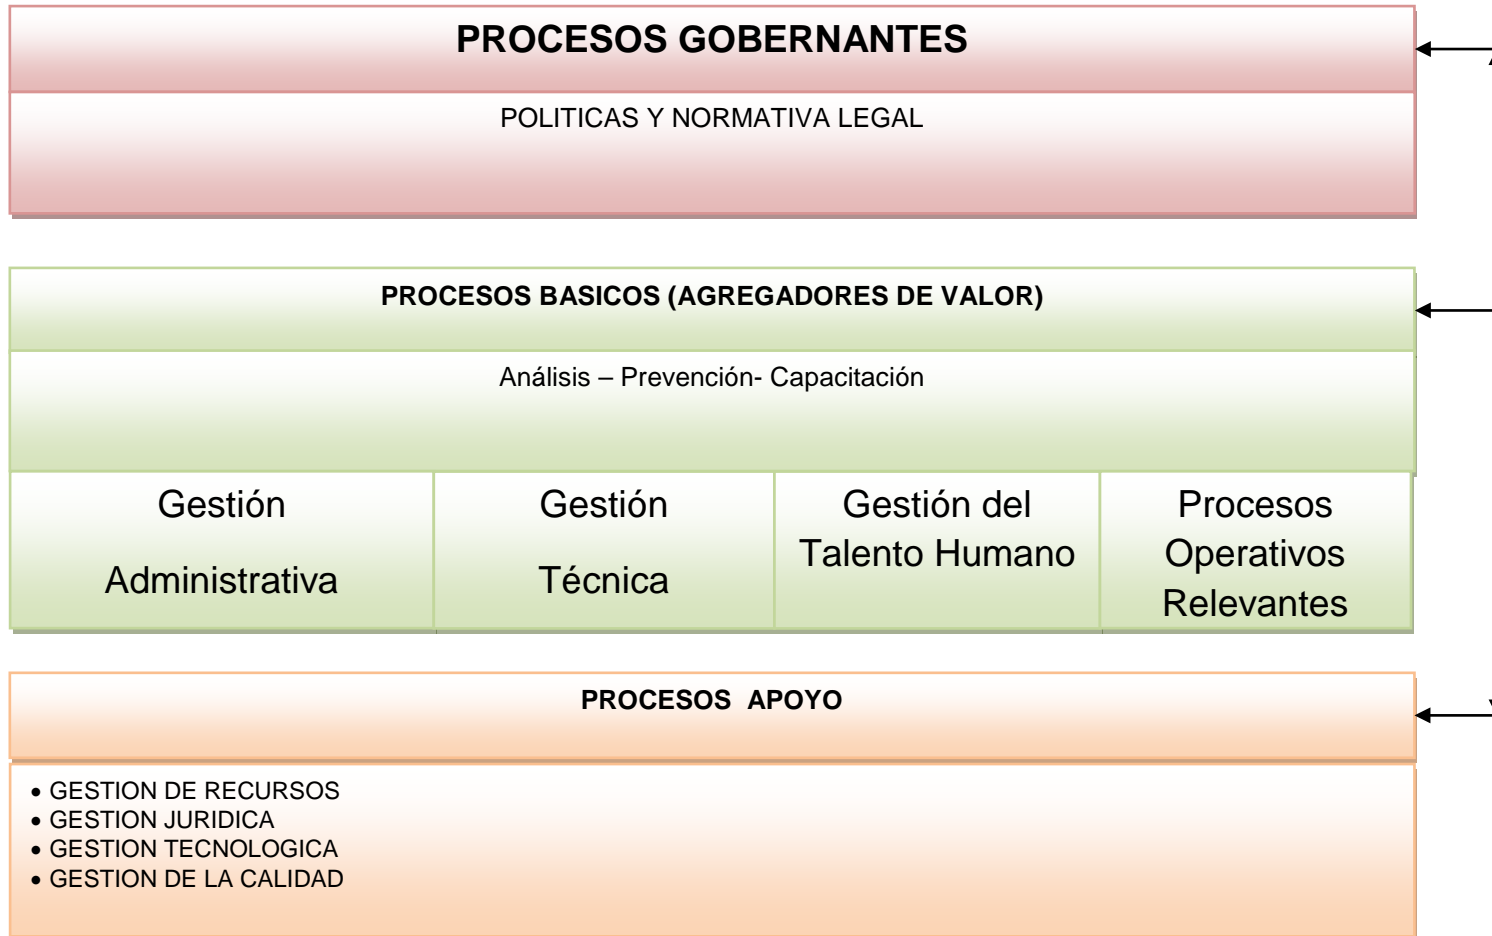 PROCESOS GOBERNANTES
POLITICAS Y NORMATIVA LEGAL
PROCESOS BASICOS (AGREGADORES DE VALOR)
Análisis – Prevención- Capacitación
Gestión
Administrativa
Gestión
Técnica
Gestión del
Talento Humano
Procesos
Operativos
Relevantes
PROCESOS  APOYO
• GESTION DE RECURSOS
• GESTION JURIDICA
• GESTION TECNOLOGICA
• GESTION DE LA CALIDAD